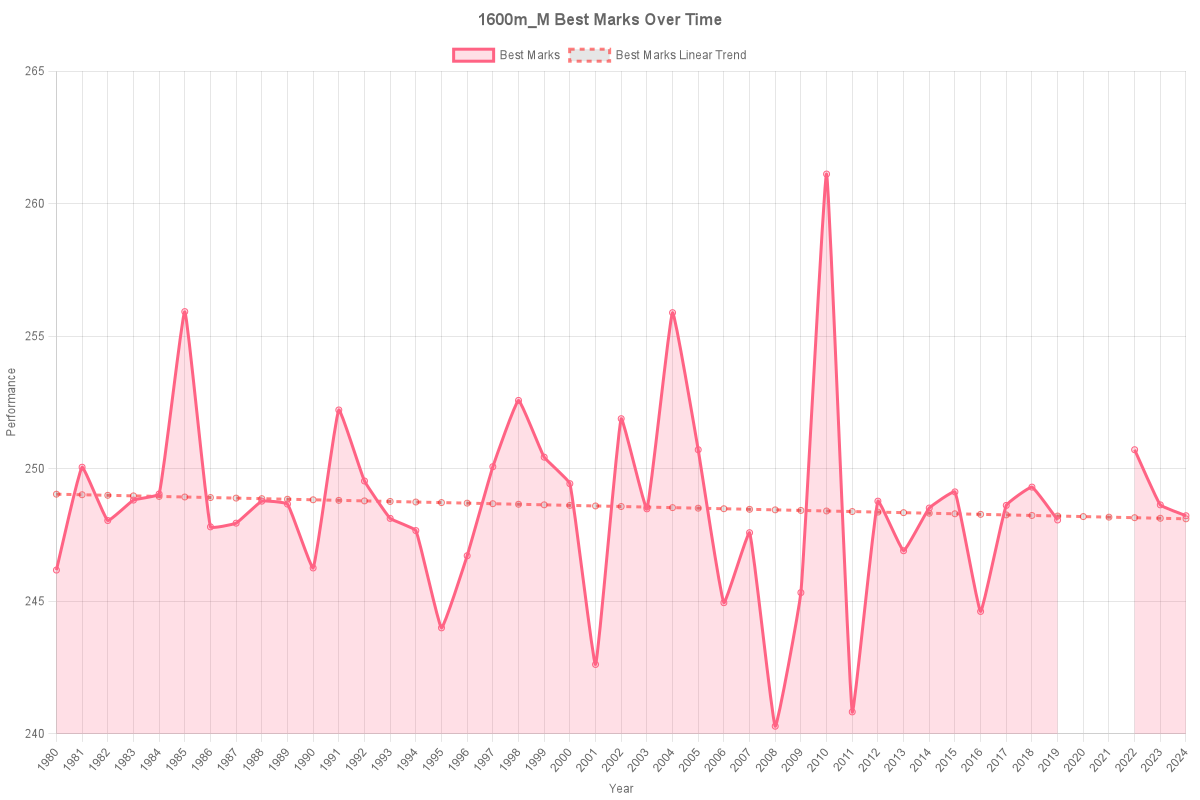 1600m_M Best Marks Over Time
Best Marks
Best Marks Linear Trend
265
260
255
250
245
240
Performance
1980 1981 1982 1983 1984 1985 1986 1987 1988 1989 1990 1991 1992 1993 1994 1995 1996 1997 1998 1999 2000 2001 2002 2003 2004 2005 2006 2007 2008 2009 2010 2011 2012 2013 2014 2015 2016 2017 2018 2019 2020 2021 2022 2023 2024
Year